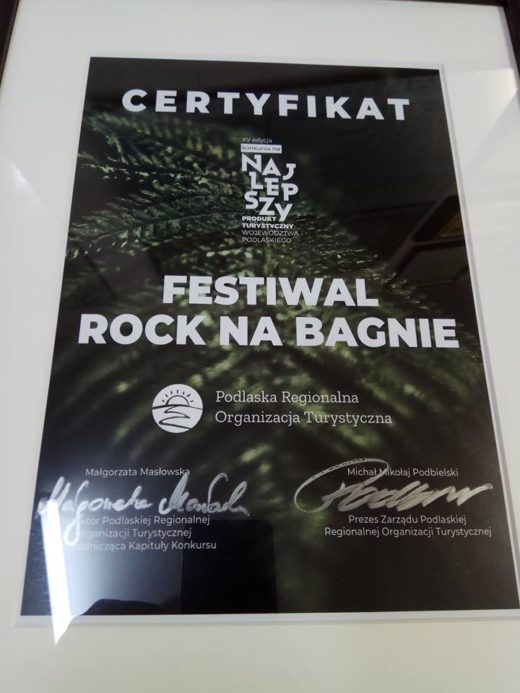 CERTYFIKAT
XV edycja
konkursu na
NAJ
LEP
SZY
PRODUKT
TURYSTYCZNY
WOJEWÓDZTWA
PODLASKIEGO
FESTIWAL
ROCK NA BAGNIE
Podlaska Regionalna
Organizacja Turystyczna
Małgorzata Masłowska
Podlaskiej Regionalnej
Turystycznej
Kapituły Konkursu
Michał Mikołaj Podbielski
Prezes Zarządu Podlaskiej
Regionalnej Organizacji Turystycznej